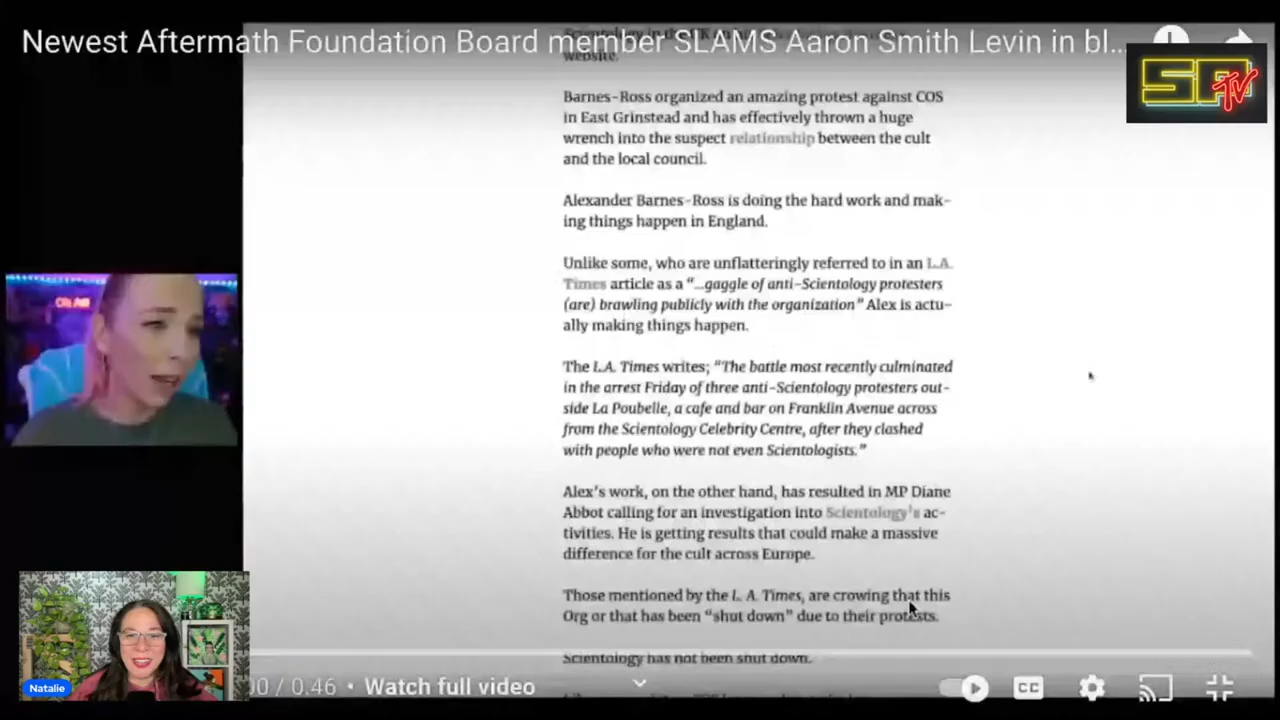 Newest Aftermath Foundation Board member SLAMS Aaron Smith Levin in bl...
SPTV
website.
Barnes-Ross organized an amazing protest against COS
in East Grinstead and has effectively thrown a huge
wrench into the suspect relationship between the cult
and the local council.
Alexander Barnes-Ross is doing the hard work and mak-
ing things happen in England.
Unlike some, who are unflatteringly referred to in an L.A.
Times article as a “...gaggle of anti-Scientology protesters
(are) brawling publicly with the organization” Alex is actu-
ally making things happen.
The L.A. Times writes; “The battle most recently culminated
in the arrest Friday of three anti-Scientology protesters out-
side La Poubelle, a cafe and bar on Franklin Avenue across
from the Scientology Celebrity Centre, after they clashed
with people who were not even Scientologists.”
Alex's work, on the other hand, has resulted in MP Diane
Abbot calling for an investigation into Scientology's ac-
tivities. He is getting results that could make a massive
difference for the cult across Europe.
Those mentioned by the L. A. Times, are crowing that this
Org or that has been “shut down” due to their protests.
Scientology has not been shut down.
Natalie
00 / 0.46 • Watch full video
CC